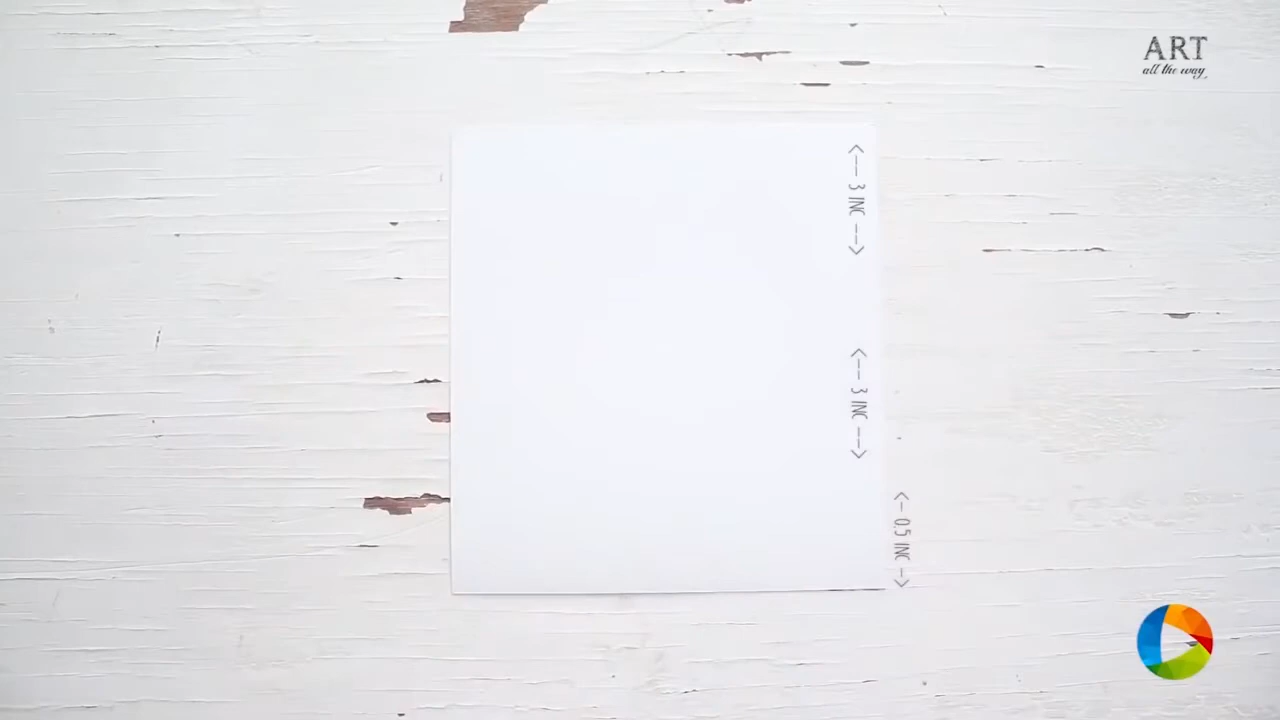 ART
all the way
<-- 3 INC -->
<-- 3 INC -->
<- 0.5 INC ->